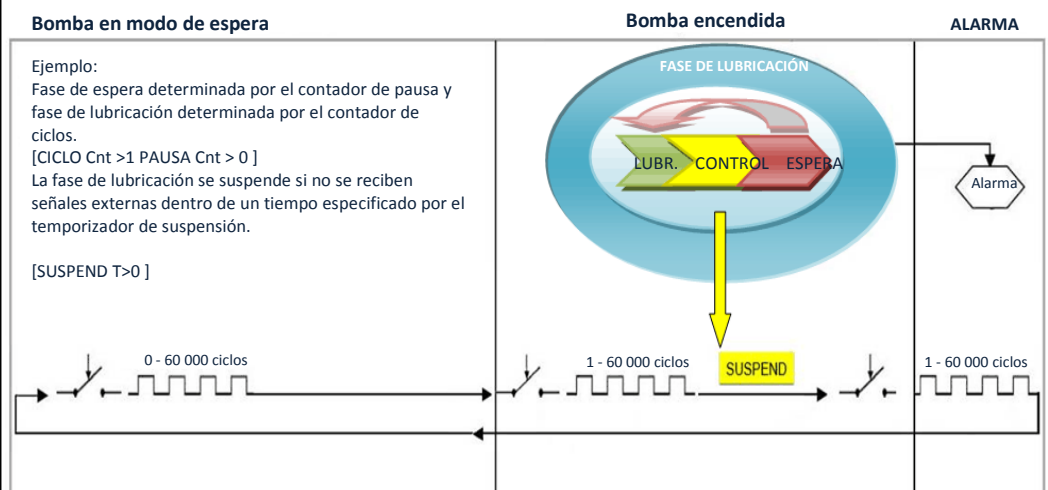 Bomba en modo de espera
Bomba encendida
ALARMA
Ejemplo:
Fase de espera determinada por el contador de pausa y
fase de lubricación determinada por el contador de
ciclos.
[CICLO Cnt >1 PAUSA Cnt > 0 ]
La fase de lubricación se suspende si no se reciben
señales externas dentro de un tiempo especificado por el
temporizador de suspensión.
[SUSPEND T>0 ]
FASE DE LUBRICACIÓN
LUBR. CONTROL ESPERA
Alarma
0 - 60 000 ciclos
1 - 60 000 ciclos
SUSPEND
1 - 60 000 ciclos